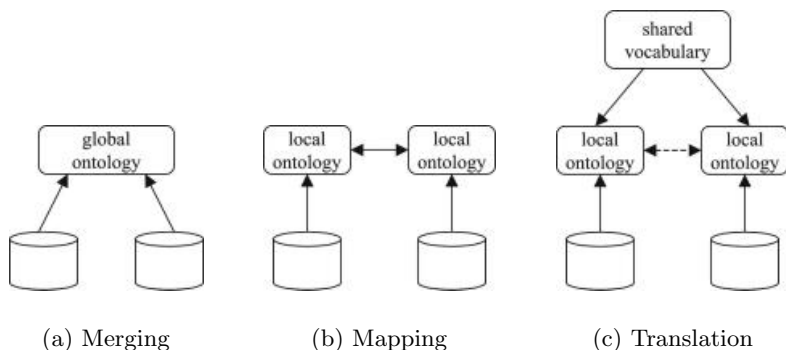 shared
vocabulary
global
ontology
local
ontology
local
ontology
local
ontology
local
ontology
(a) Merging
(b) Mapping
(c) Translation